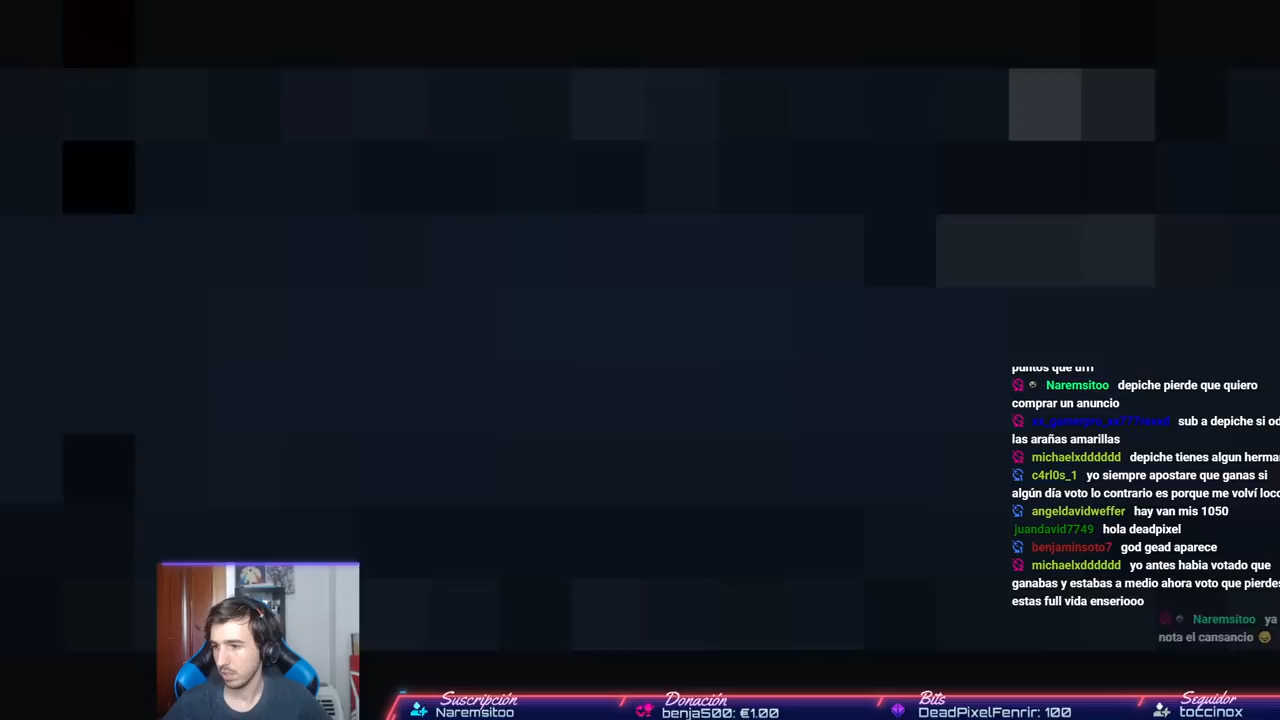 puntos que uffi
Naremsitoo depiche pierde que quiero
comprar un anuncio
sub a depiche si od
las arañas amarillas
michaelxdddddd depiche tienes algun herma
c4rl0s_1 yo siempre apostare que ganas si
algún día voto lo contrario es porque me volví loco
angeldavidweffer hay van mis 1050
juandavid7749 hola deadpixel
benjaminsoto7 god gead aparece
michaelxdddddd yo antes habia votado que
ganabas y estabas a medio ahora voto que pierdes
estas full vida enseriooo
Naremsitoo ya
nota el cansancio
Suscripción
Naremsitoo
Donación
benja500: €1.00
Bits
DeadPixelFenrir: 100
Seguidor
toccinox